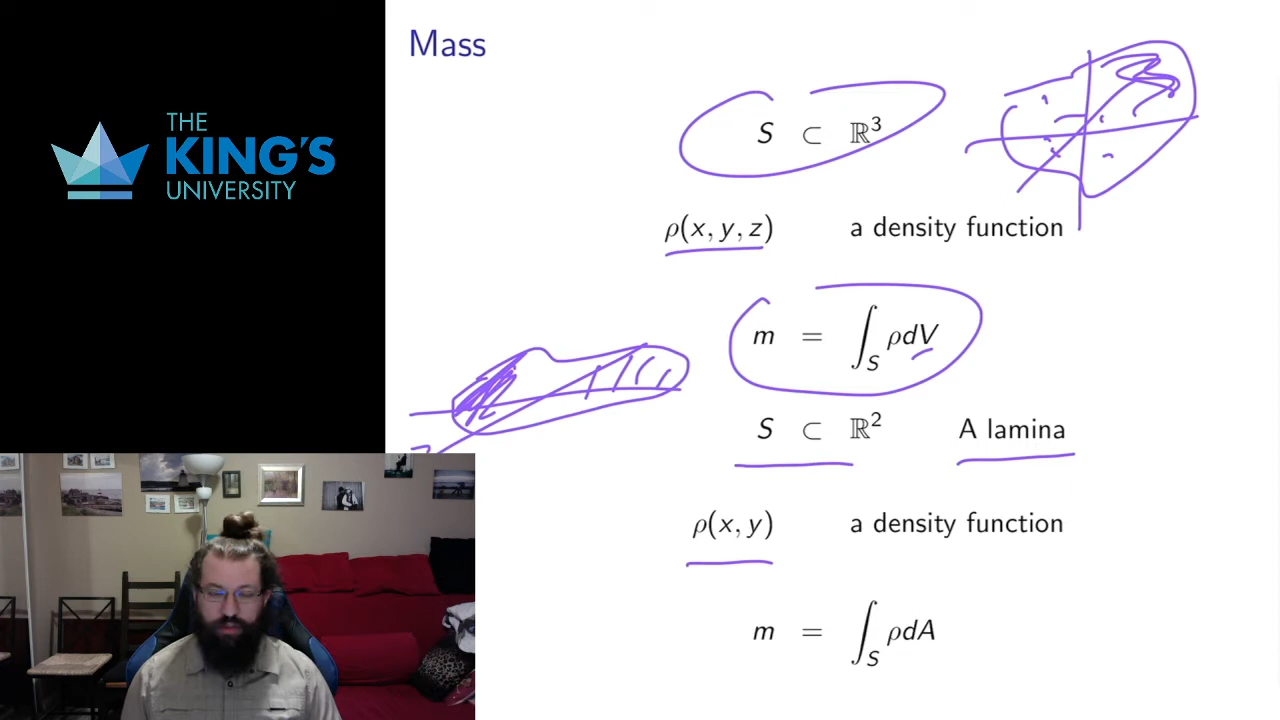 THE
KING'S
UNIVERSITY
Mass
S ⊂ ℝ³
ρ(x, y, z) a density function
m = ∫_S ρdV
S ⊂ ℝ² A lamina
ρ(x, y) a density function
m = ∫_S ρdA